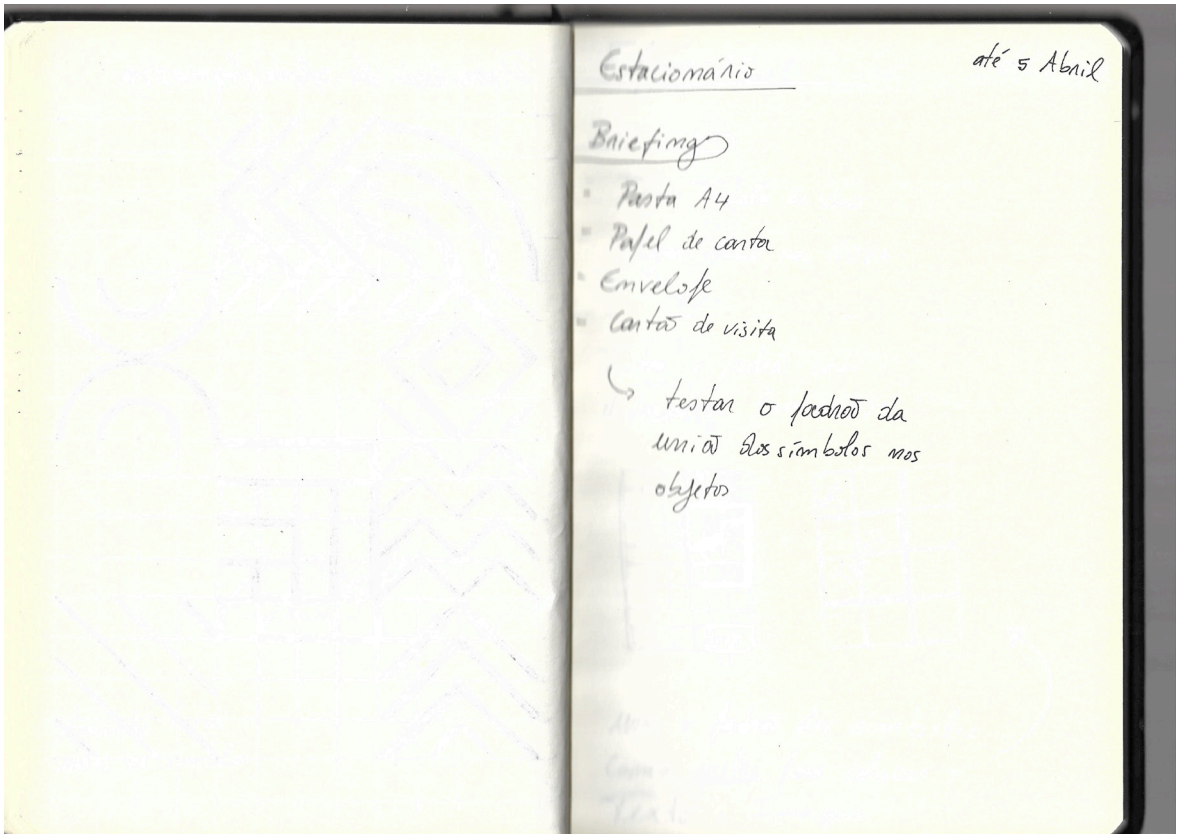 Estacionário
até 5 Abril
Briefing
Pasta A4
Papel de carta
Envelope
Cartão de visita
testar o padrão da
união dos símbolos nos
objetos